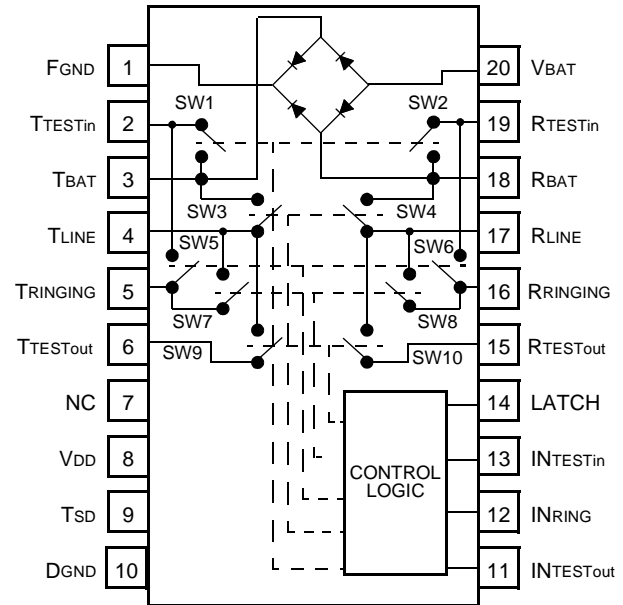 FGND 1
20 VBAT
SW1
SW2
TTESTin 2
19 RTESTin
TBAT 3
18 RBAT
SW3
SW4
TLINE 4
17 RLINE
SW5
SW6
TRINGING 5
16 RRINGING
SW7
SW8
TTESTout 6
15 RTESTout
SW9
SW10
NC 7
14 LATCH
VDD 8
13 INTESTin
CONTROL
LOGIC
TSD 9
12 INRING
DGND 10
11 INTESTout